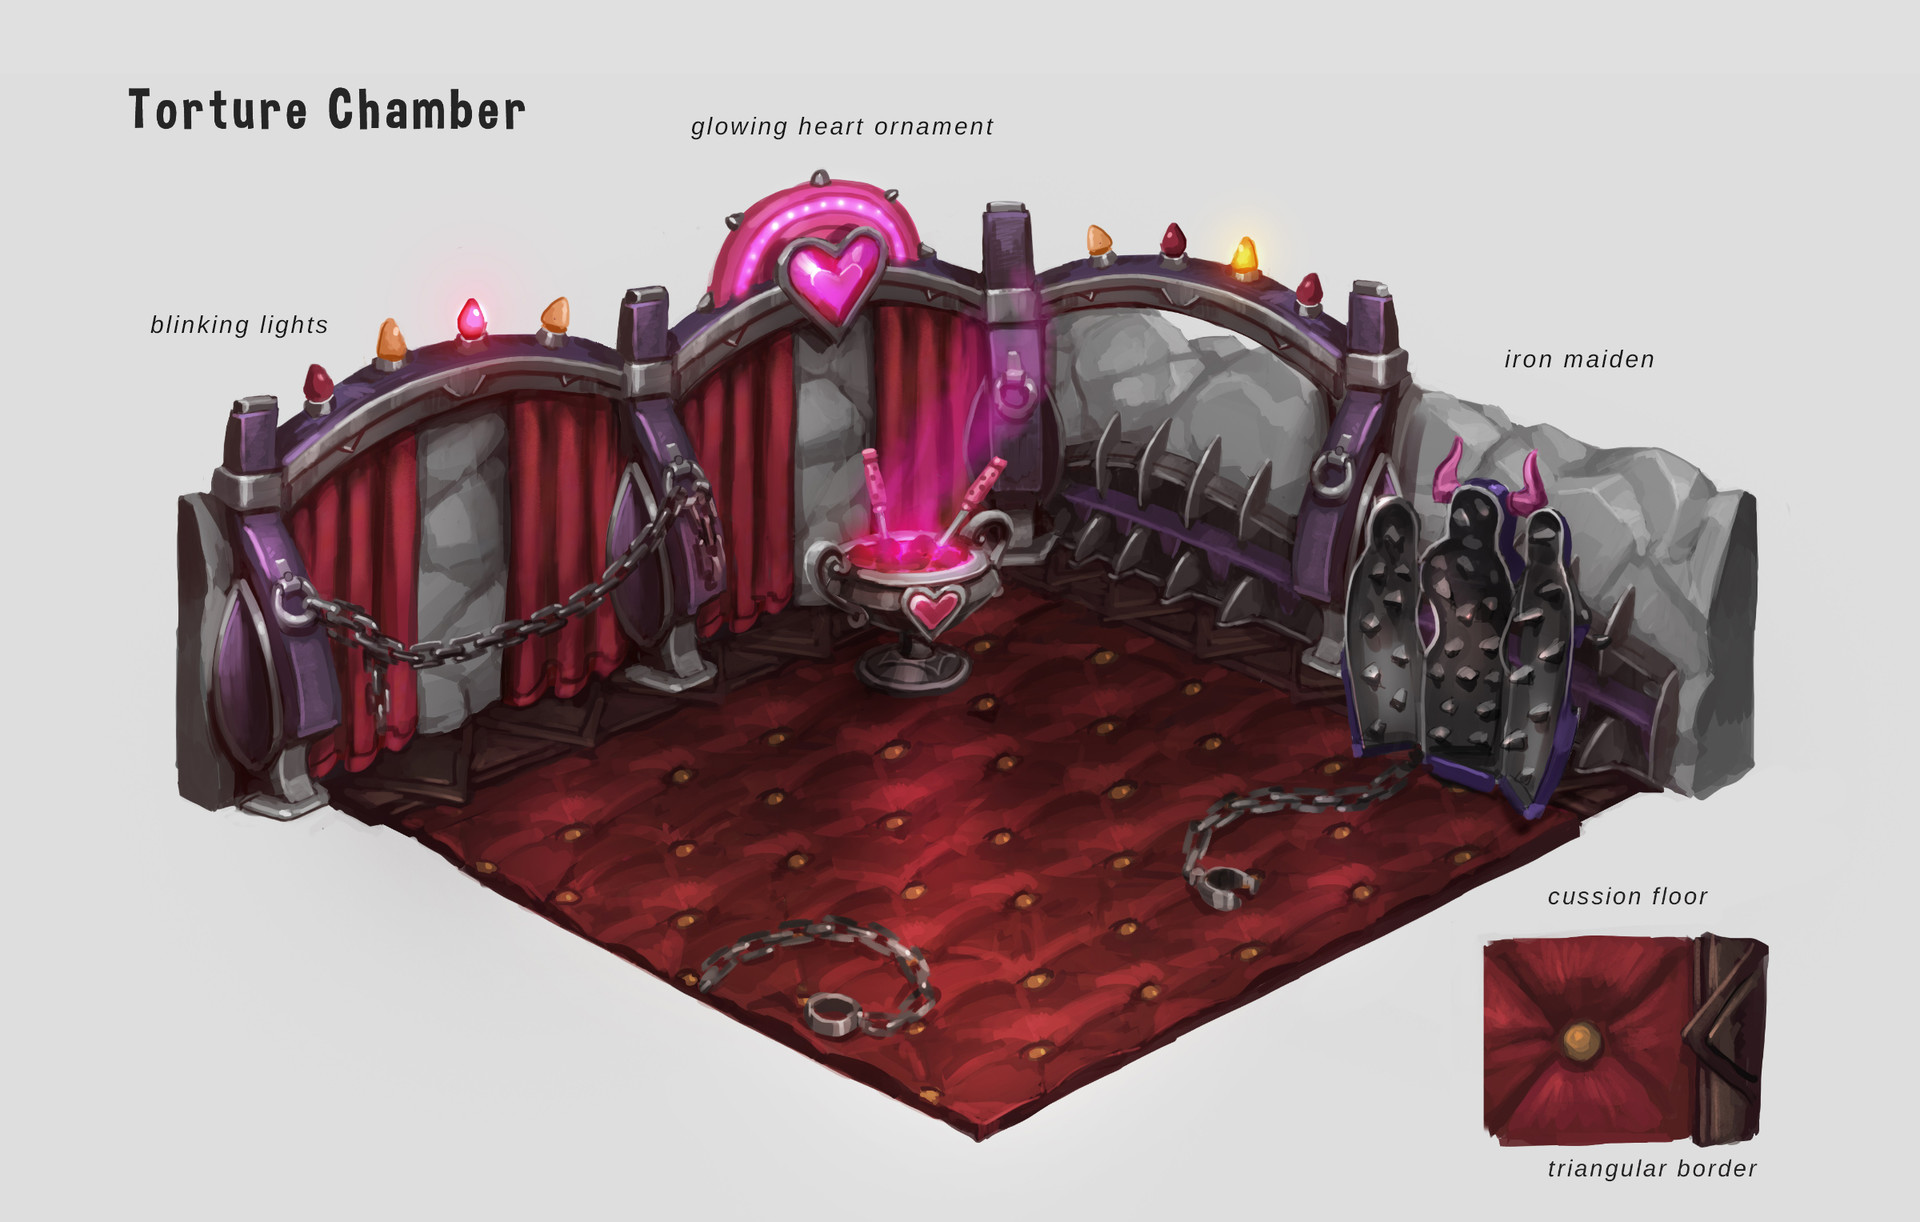 Torture Chamber
glowing heart ornament
blinking lights
iron maiden
cussion floor
triangular border